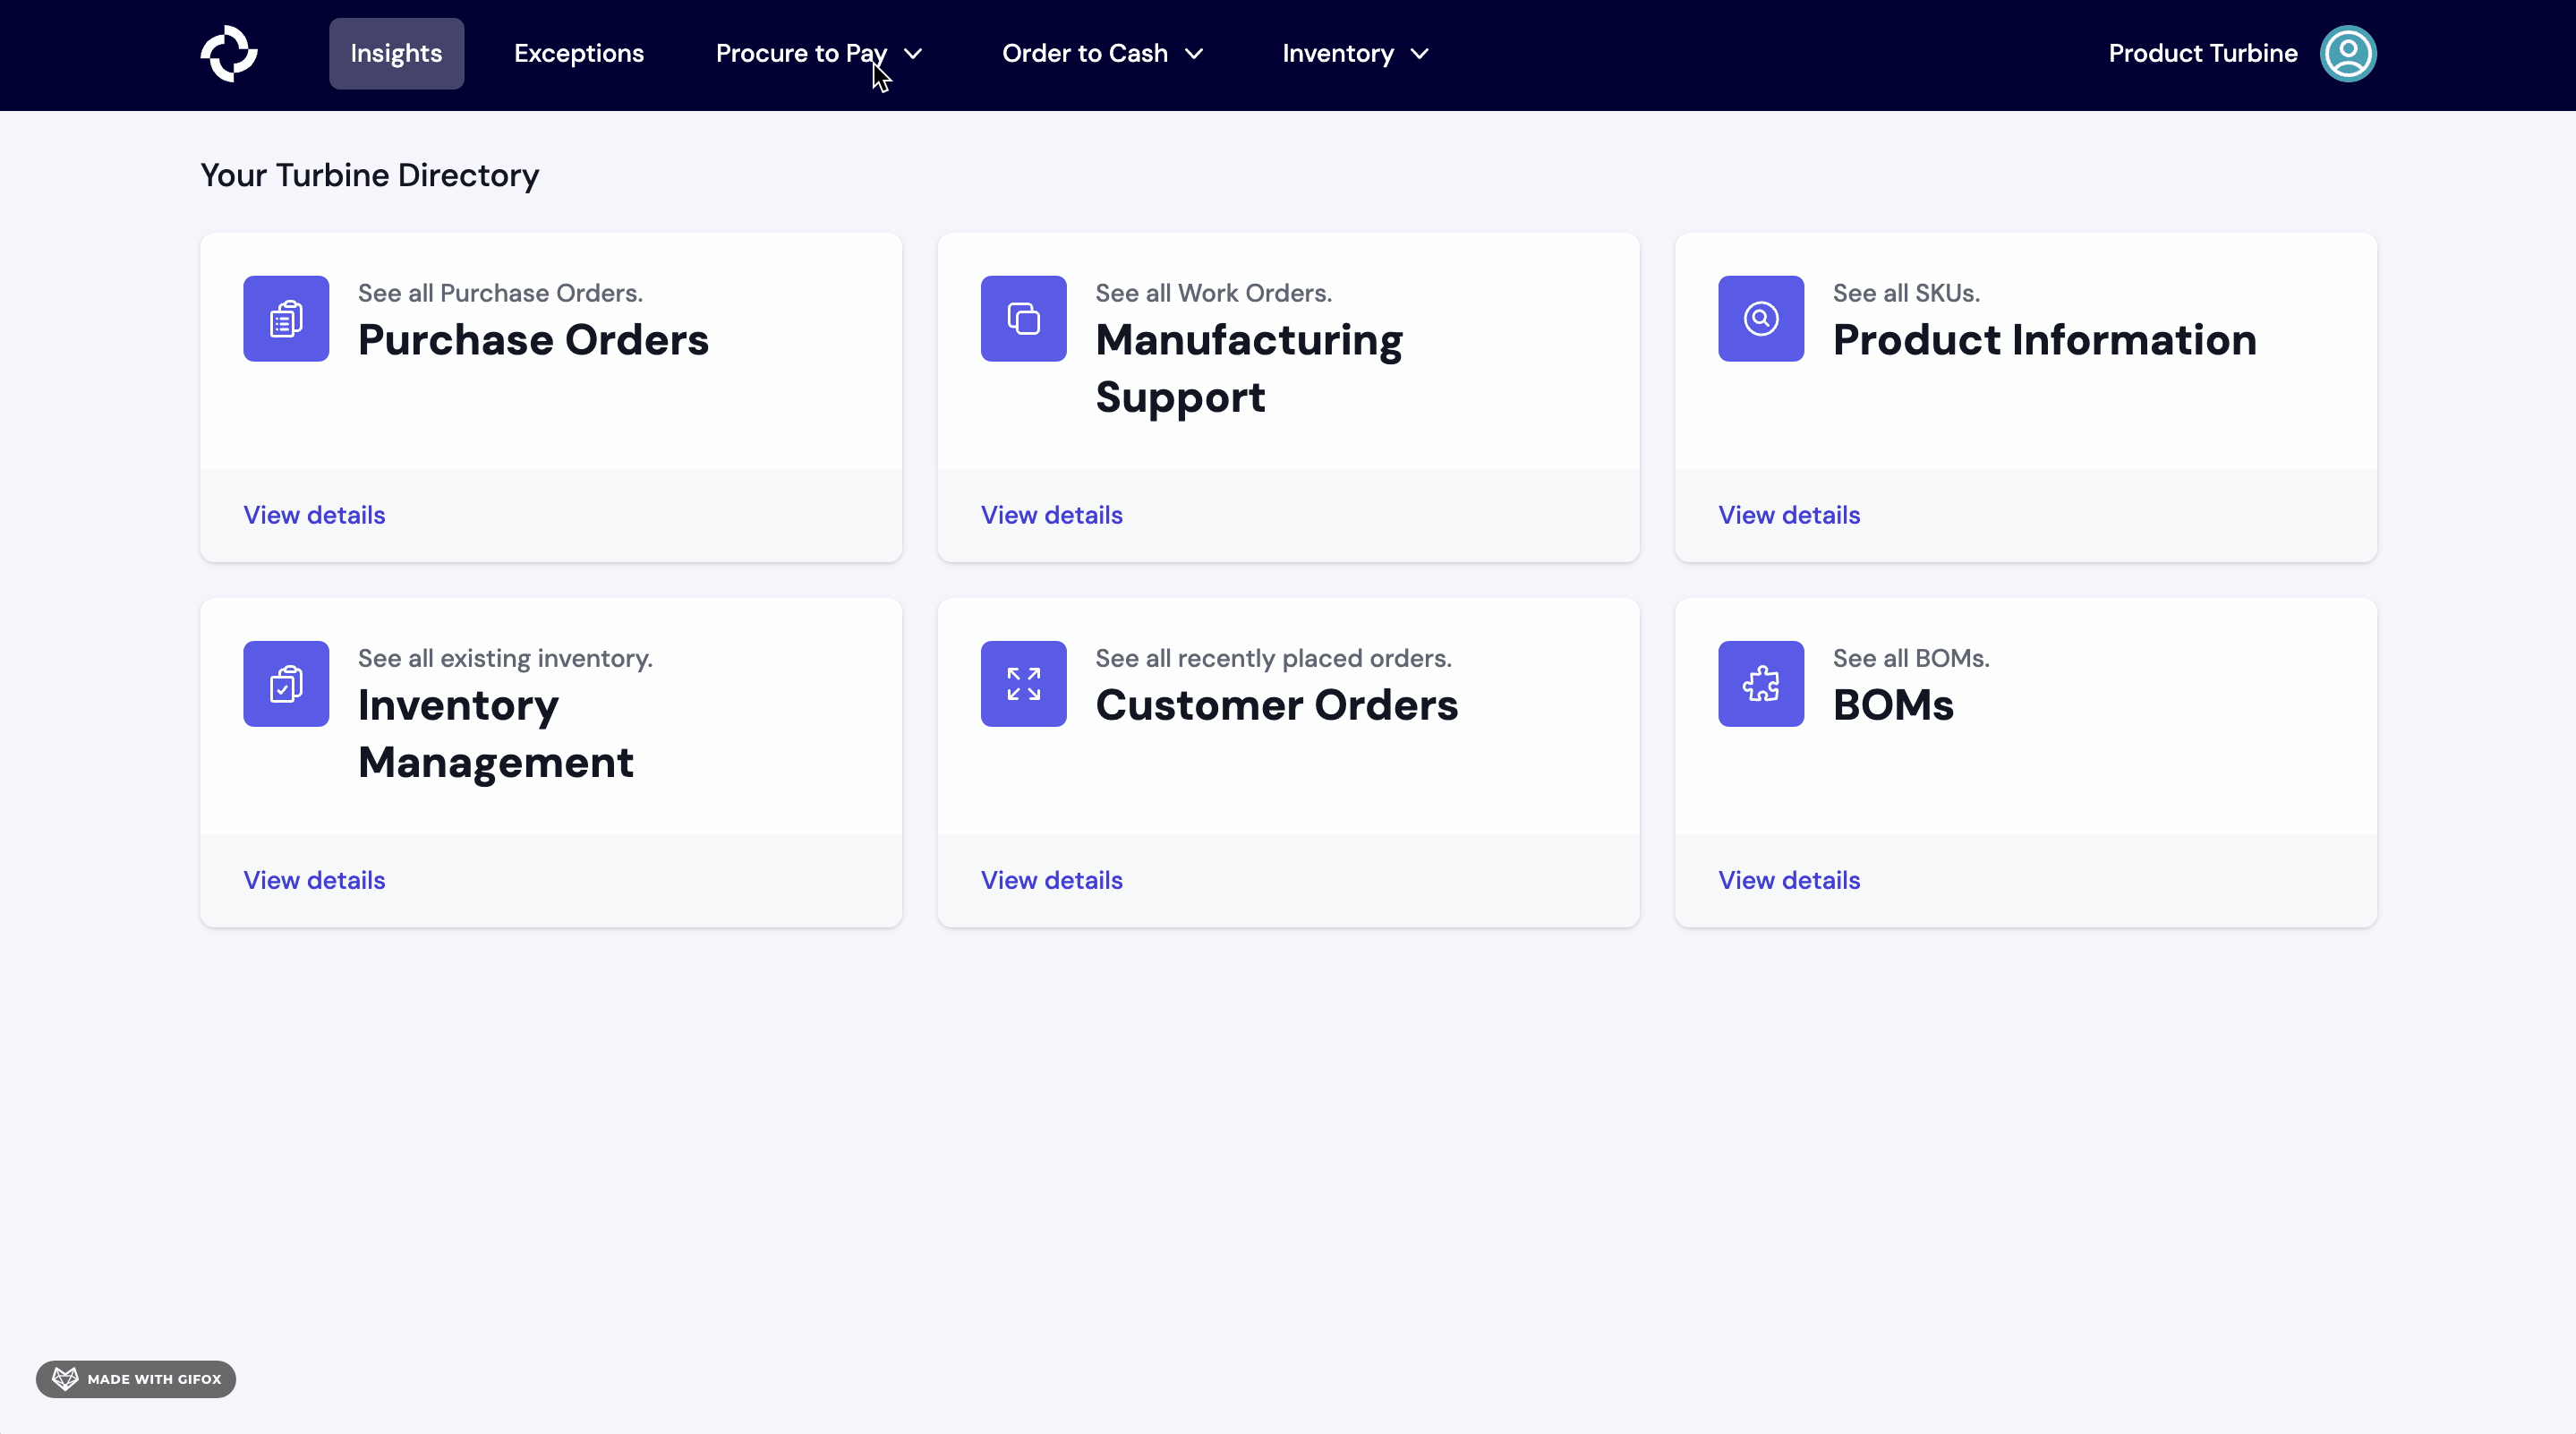 Insights
Exceptions
Procure to Pay
Order to Cash
Inventory
Product Turbine
Your Turbine Directory
See all Purchase Orders.
Purchase Orders
View details
See all Work Orders.
Manufacturing
Support
View details
See all SKUs.
Product Information
View details
See all existing inventory.
Inventory
Management
View details
See all recently placed orders.
Customer Orders
View details
See all BOMs.
BOMs
View details
MADE WITH GIFOX